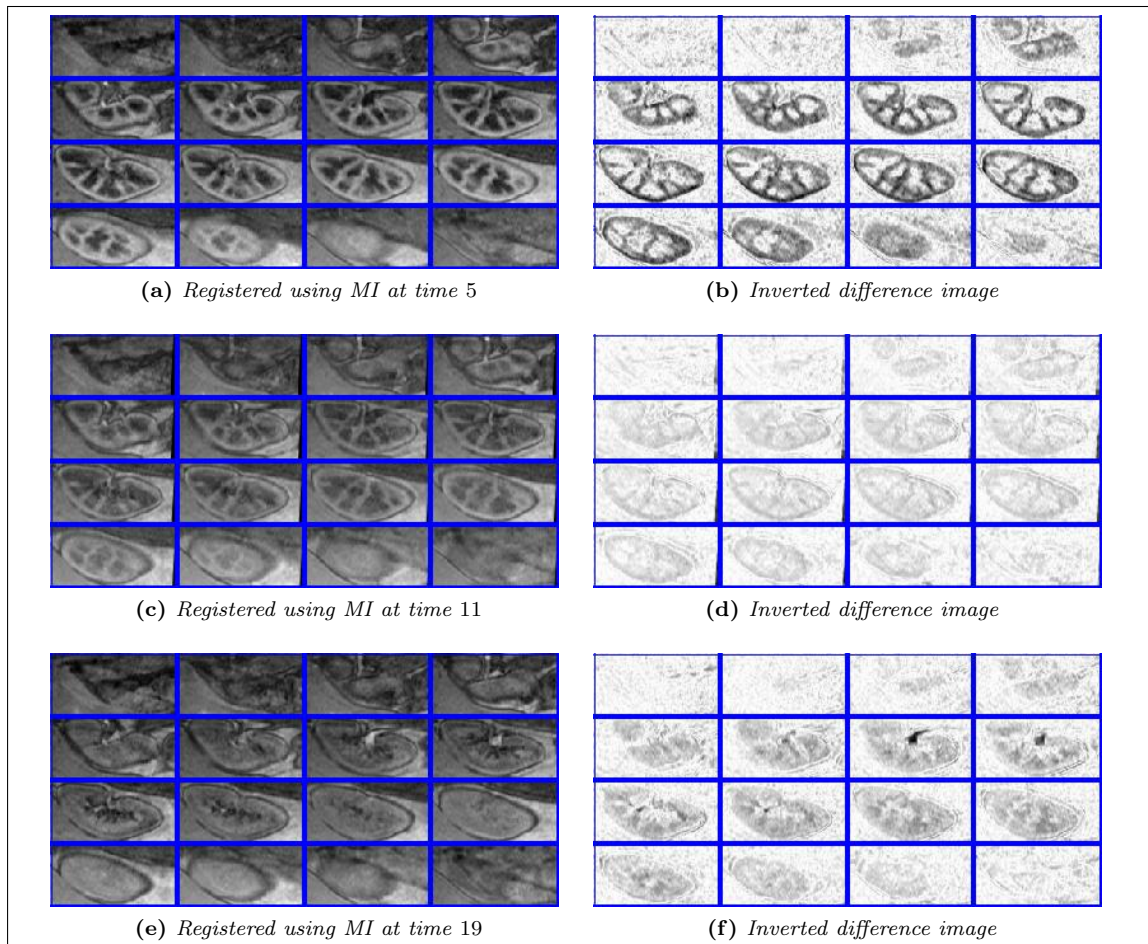 (a) Registered using MI at time 5
(b) Inverted difference image
(c) Registered using MI at time 11
(d) Inverted difference image
(e) Registered using MI at time 19
(f) Inverted difference image